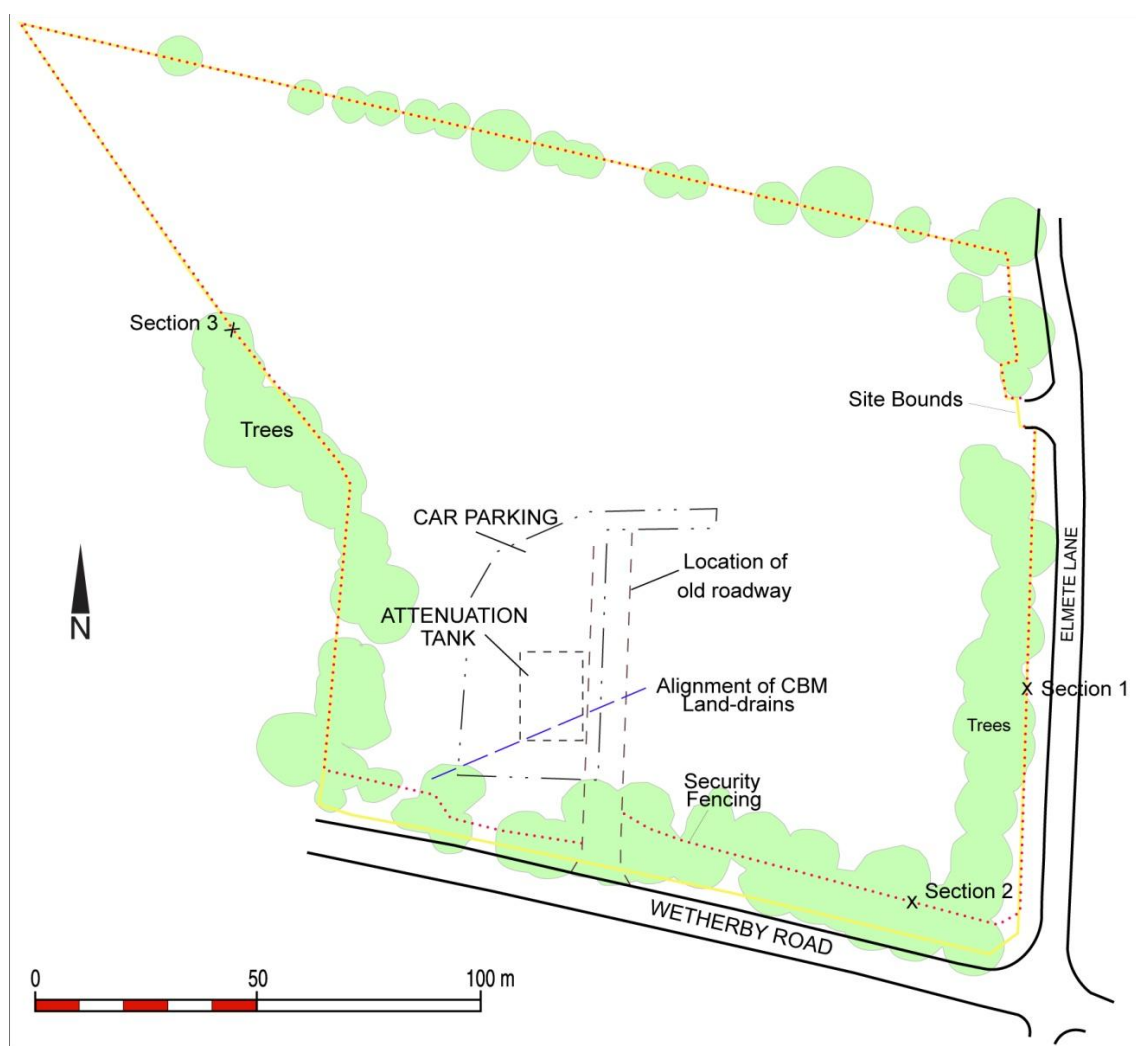 Section 3
Trees
Site Bounds
CAR PARKING
Location of
old roadway
ATTENUATION
TANK
ELMETE LANE
Alignment of CBM
Land-drains
Section 1
Trees
Security
Fencing
Section 2
WETHERBY ROAD
N
0 50 100 m